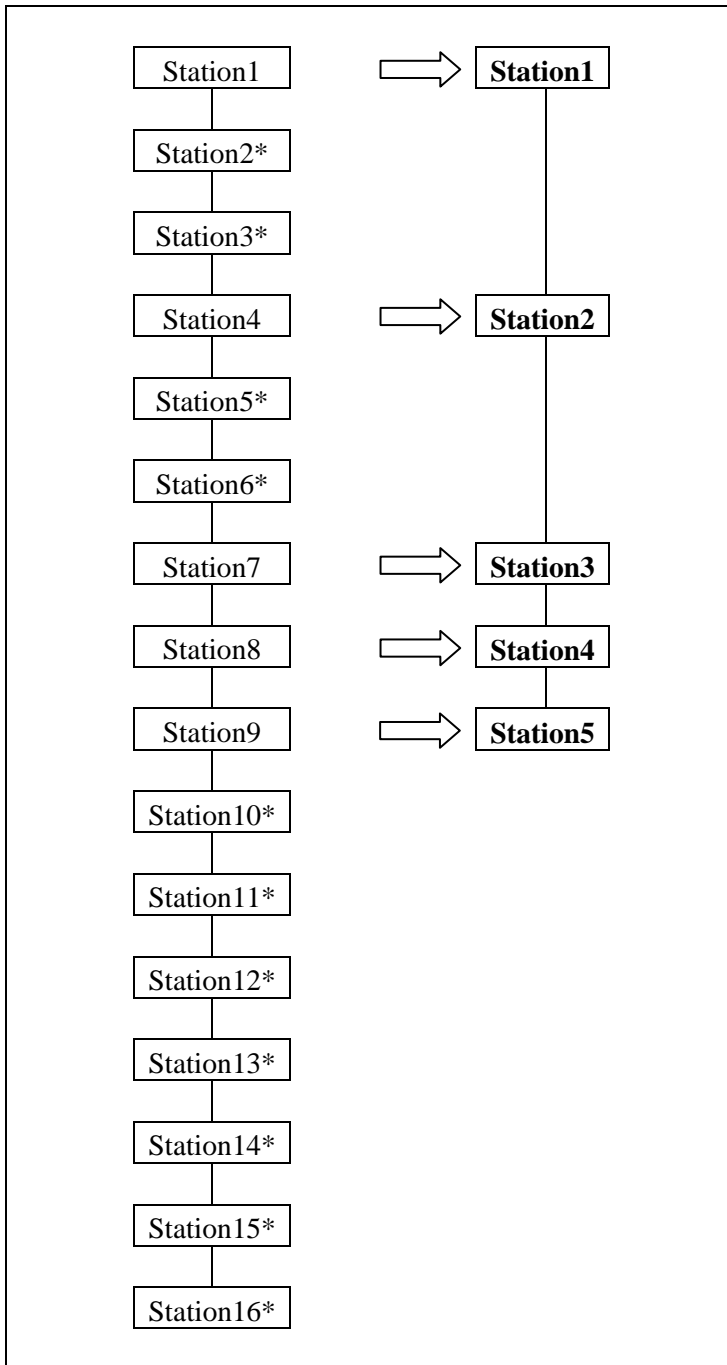 Station1 Station1
Station2*
Station3*
Station4 Station2
Station5*
Station6*
Station7 Station3
Station8 Station4
Station9 Station5
Station10*
Station11*
Station12*
Station13*
Station14*
Station15*
Station16*